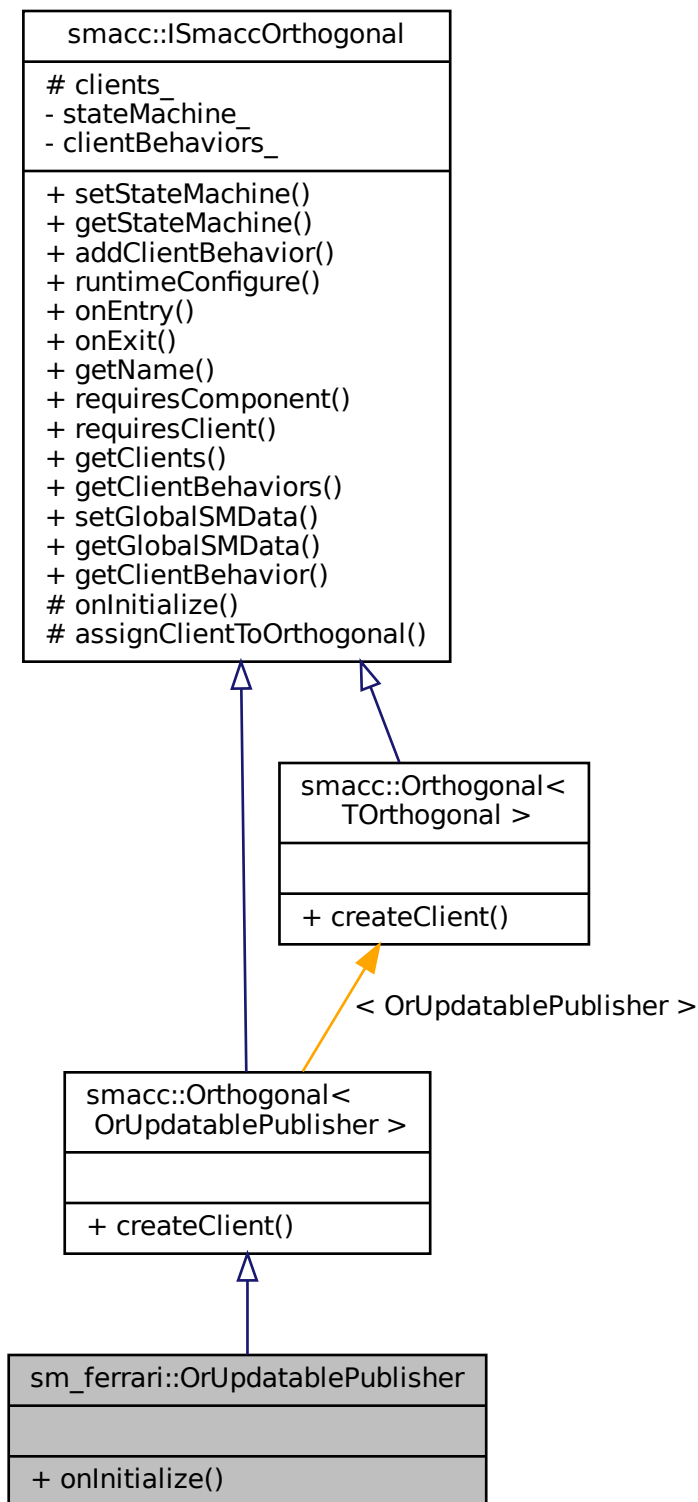 smacc::ISmaccOrthogonal
# clients_
- stateMachine_
- clientBehaviors_
+ setStateMachine()
+ getStateMachine()
+ addClientBehavior()
+ runtimeConfigure()
+ onEntry()
+ onExit()
+ getName()
+ requiresComponent()
+ requiresClient()
+ getClients()
+ getClientBehaviors()
+ setGlobalSMData()
+ getGlobalSMData()
+ getClientBehavior()
# onInitialize()
# assignClientToOrthogonal()
smacc::Orthogonal<
TOrthogonal >
+ createClient()
< OrUpdatablePublisher >
smacc::Orthogonal<
OrUpdatablePublisher >
+ createClient()
sm_ferrari::OrUpdatablePublisher
+ onInitialize()